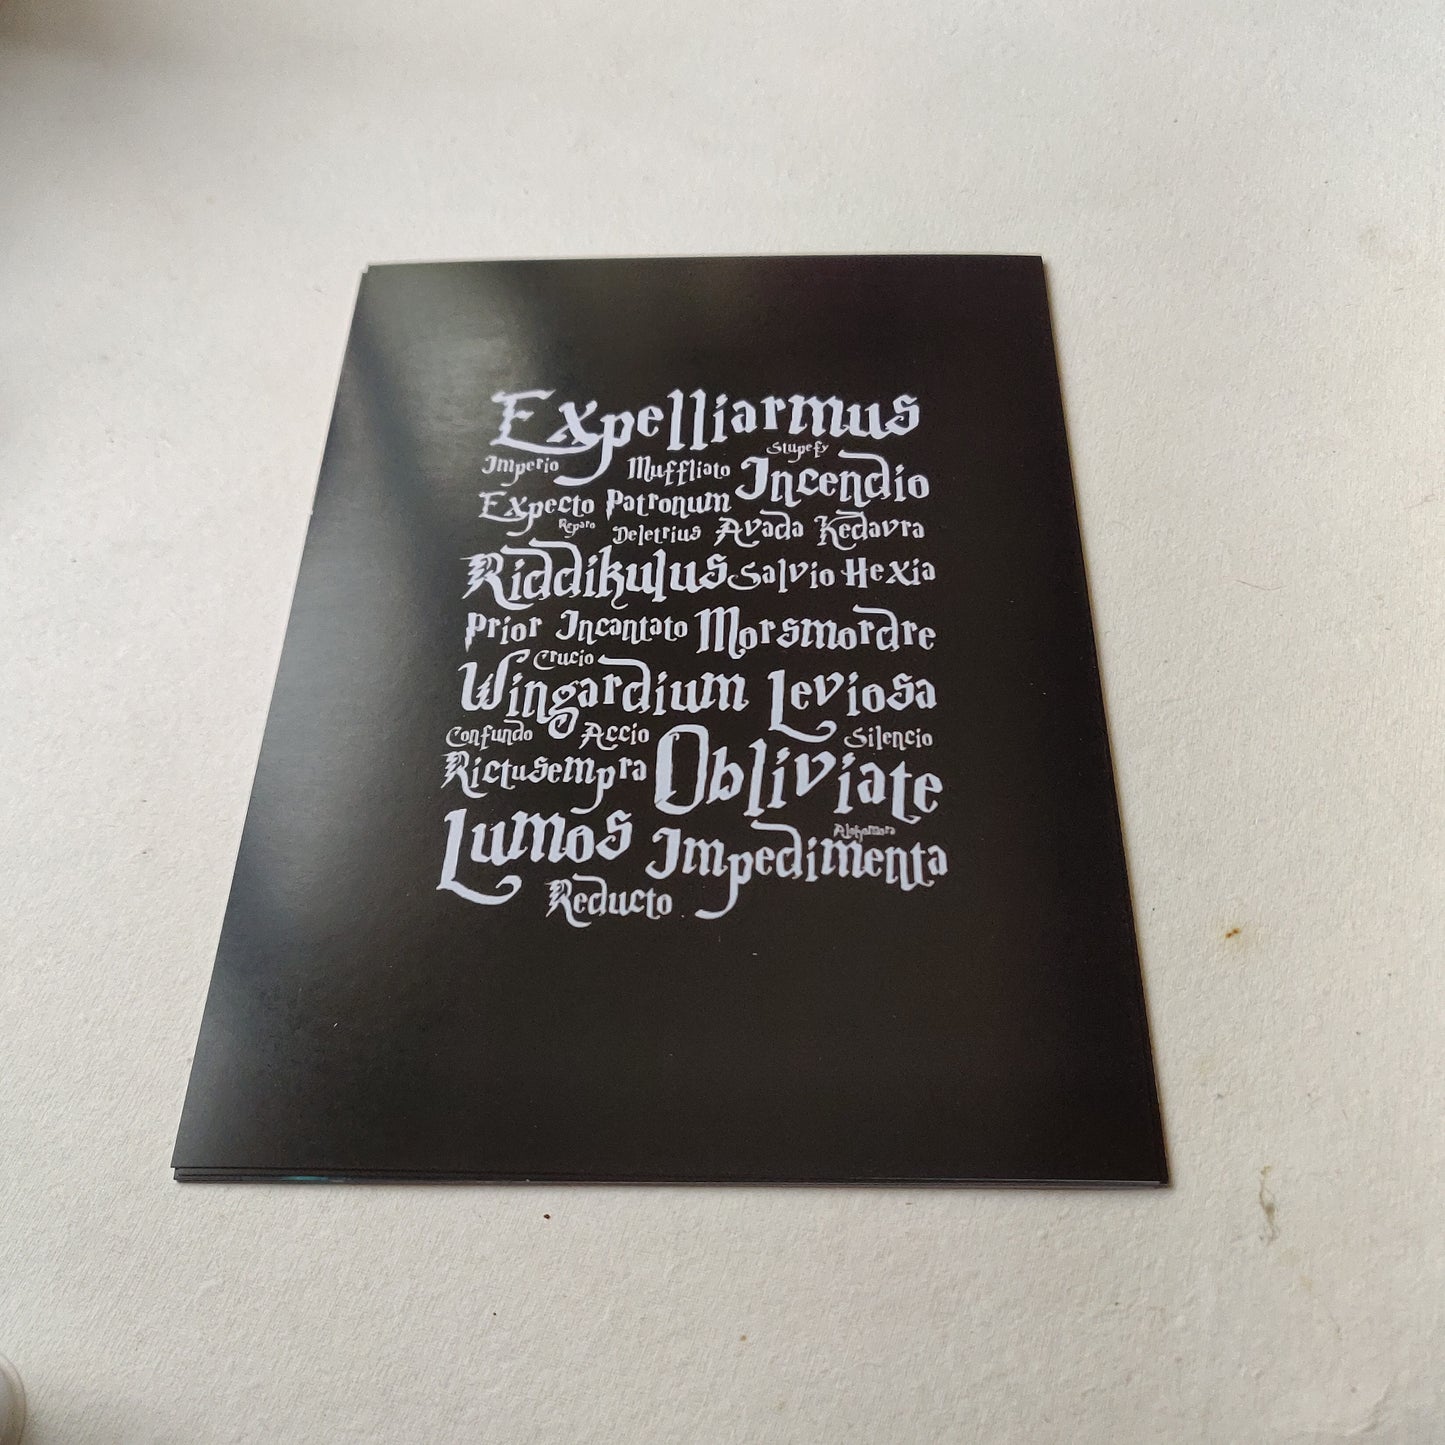 Expelliarmus
Stupefy
Imperio Muffliato Incendio
Expecto Patronum
Reparo Deletrius Avada Kedavra
Riddikulus Salvio Hexia
Prior Incantato Morsmordre
Crucio
Wingardium Leviosa
Confundo Accio Silencio
Rictusempra Obliviate
Alohamora
Lumos Impedimenta
Reducto